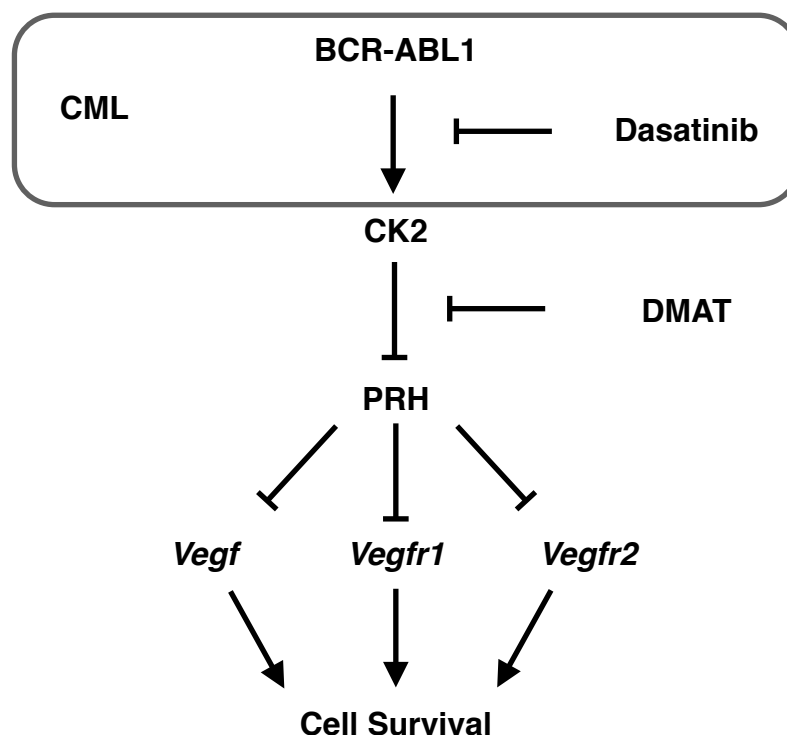 BCR-ABL1
CML
Dasatinib
CK2
DMAT
PRH
Vegf Vegfr1 Vegfr2
Cell Survival